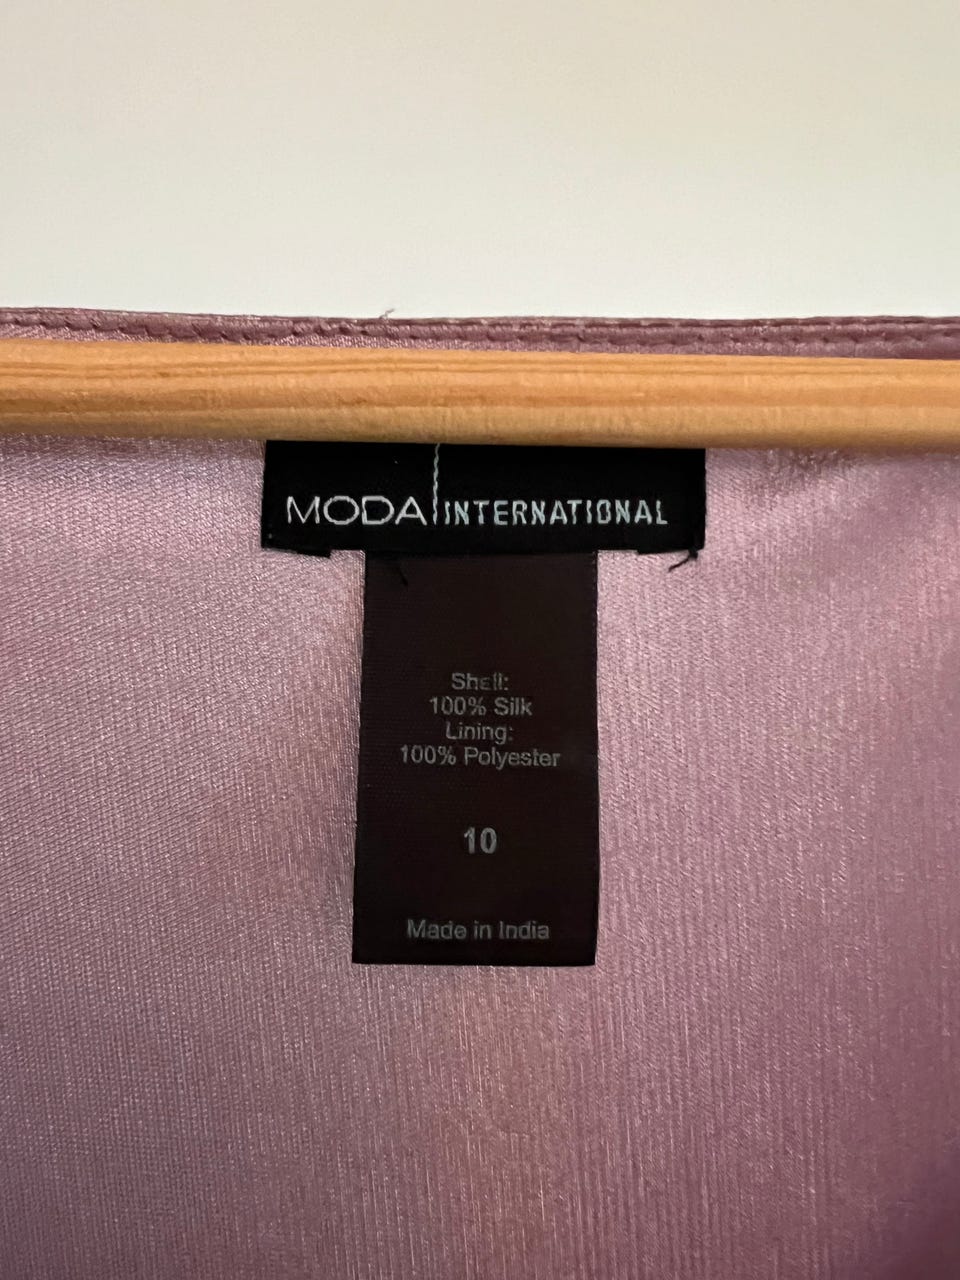 MODA INTERNATIONAL
Shell:
100% Silk
Lining:
100% Polyester
10
Made in India